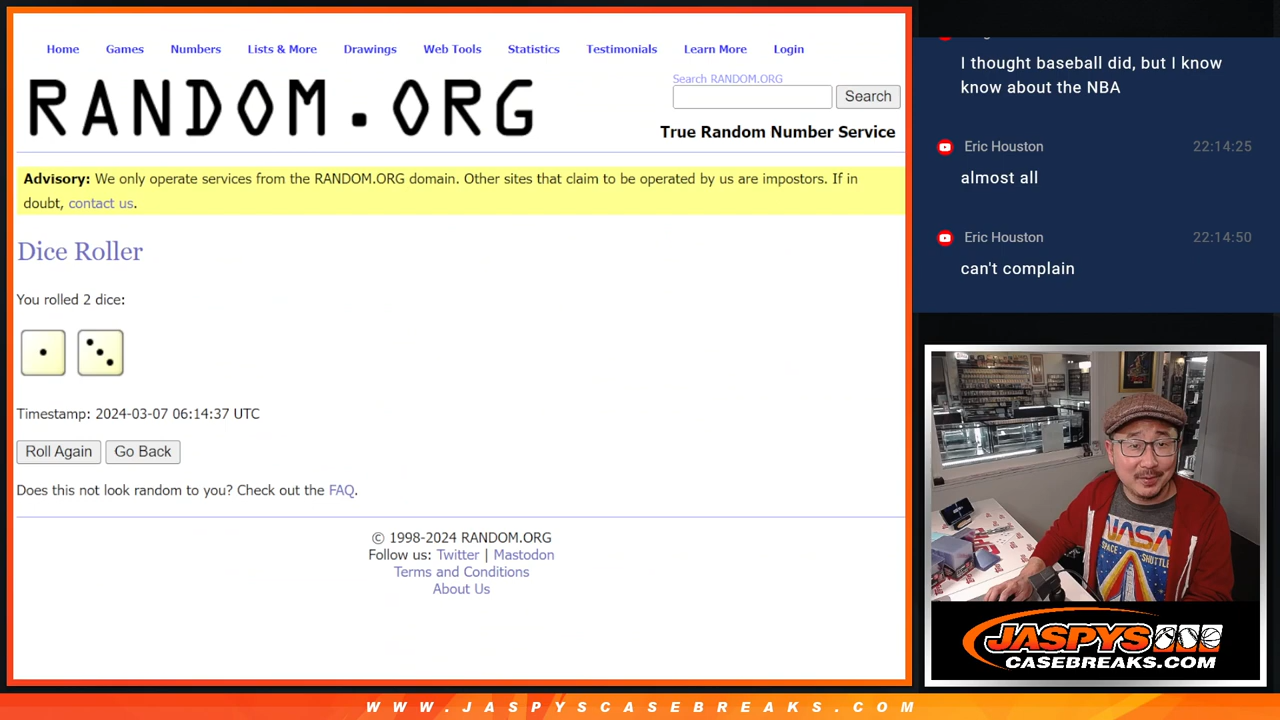 Home Games Numbers Lists & More Drawings Web Tools Statistics Testimonials Learn More Login
RANDOM.ORG
Search RANDOM.ORG
Search
True Random Number Service
Advisory: We only operate services from the RANDOM.ORG domain. Other sites that claim to be operated by us are impostors. If in
doubt, contact us.
Dice Roller
You rolled 2 dice:
Timestamp: 2024-03-07 06:14:37 UTC
Roll Again Go Back
Does this not look random to you? Check out the FAQ.
© 1998-2024 RANDOM.ORG
Follow us: Twitter | Mastodon
Terms and Conditions
About Us
I thought baseball did, but I know
know about the NBA
Eric Houston 22:14:25
almost all
Eric Houston 22:14:50
can't complain
NASA
SPACE SHUTTLE
JASPYS
CASEBREAKS.COM
WWW.JASPYSCASEBREAKS.COM